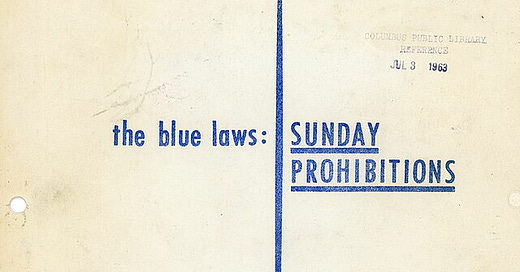 COLUMBUS PUBLIC LIBRARY
REFERENCE
JUL 3 1963
the blue laws: SUNDAY
PROHIBITIONS